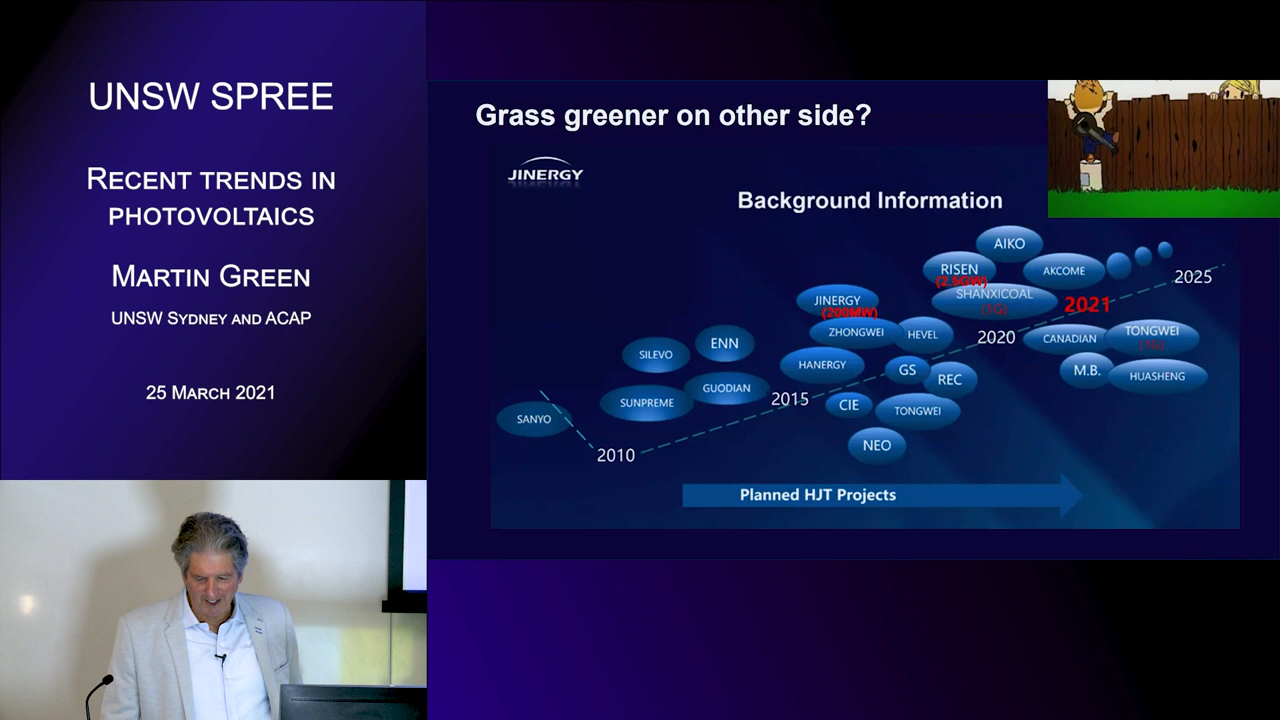 UNSW SPREE
RECENT TRENDS IN
PHOTOVOLTAICS
MARTIN GREEN
UNSW SYDNEY AND ACAP
25 MARCH 2021
Grass greener on other side?
JINERGY
Background Information
AIKO
RISEN
(2.5GW)
AKCOME
2025
JINERGY
(200MW)
SHANXICOAL
(1G)
2021
ZHONGWEI
HEVEL
2020
CANADIAN
TONGWEI
(1G)
SILEVO
ENN
HANERGY
GS
REC
M.B.
HUASHENG
SUNPREME
GUODIAN
2015
CIE
TONGWEI
SANYO
2010
NEO
Planned HJT Projects